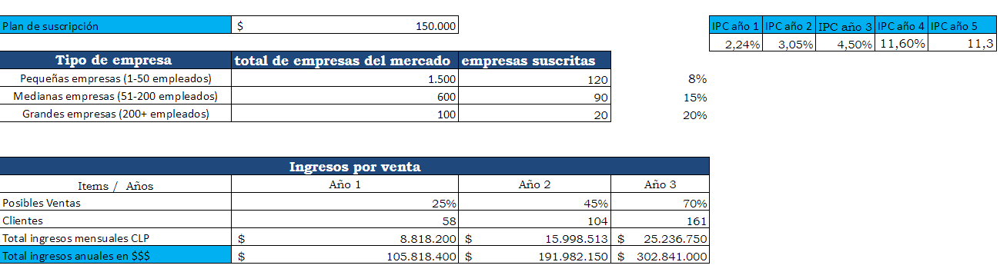 Plan de suscripción $ 150.000
IPC año 1 IPC año 2 IPC año 3 IPC año 4 IPC año 5
2,24% 3,05% 4,50% 11,60% 11,3
Tipo de empresa total de empresas del mercado empresas suscritas
Pequeñas empresas (1-50 empleados) 1.500 120 8%
Medianas empresas (51-200 empleados) 600 90 15%
Grandes empresas (200+ empleados) 100 20 20%
Ingresos por venta
Items / Años Año 1 Año 2 Año 3
Posibles Ventas 25% 45% 70%
Clientes 58 104 161
Total ingresos mensuales CLP $ 8.818.200 $ 15.998.513 $ 25.236.750
Total ingresos anuales en $$$ $ 105.818.400 $ 191.982.150 $ 302.841.000